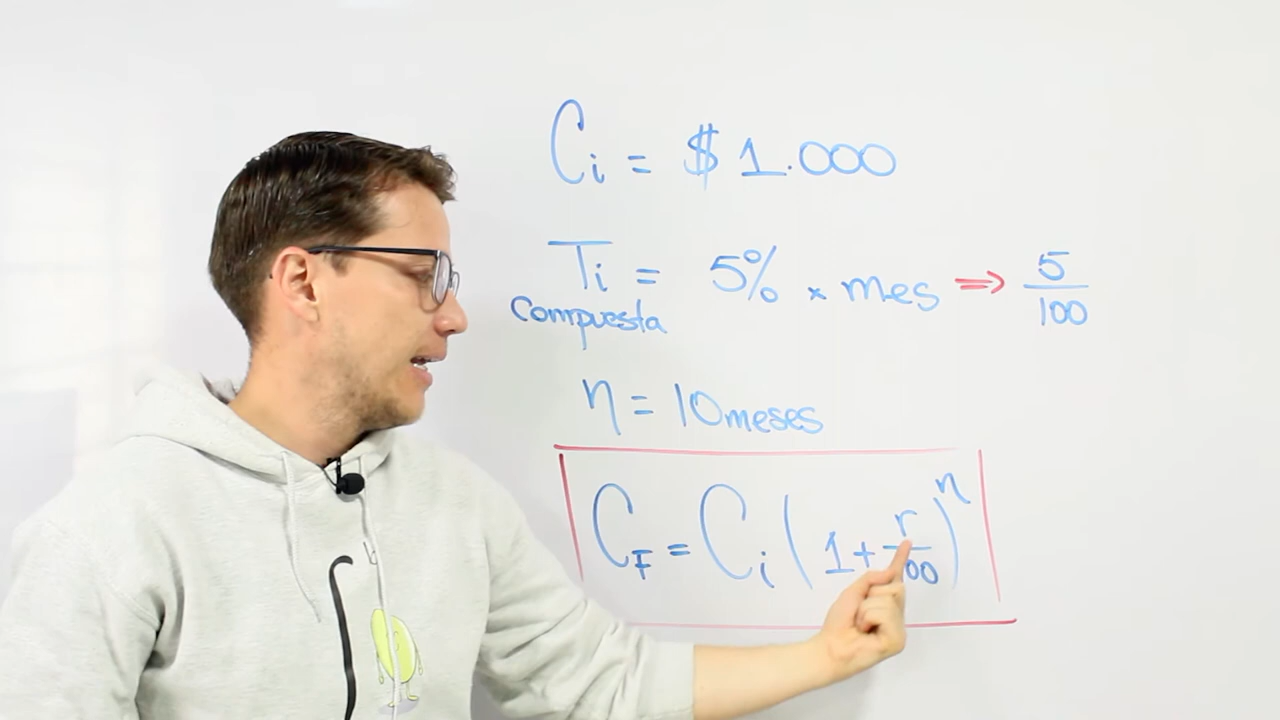 Ci = $ 1.000
Ti = 5% × mes ⇒ 5/100
Compuesta
n = 10 meses
CF = Ci (1 + r/100)^n